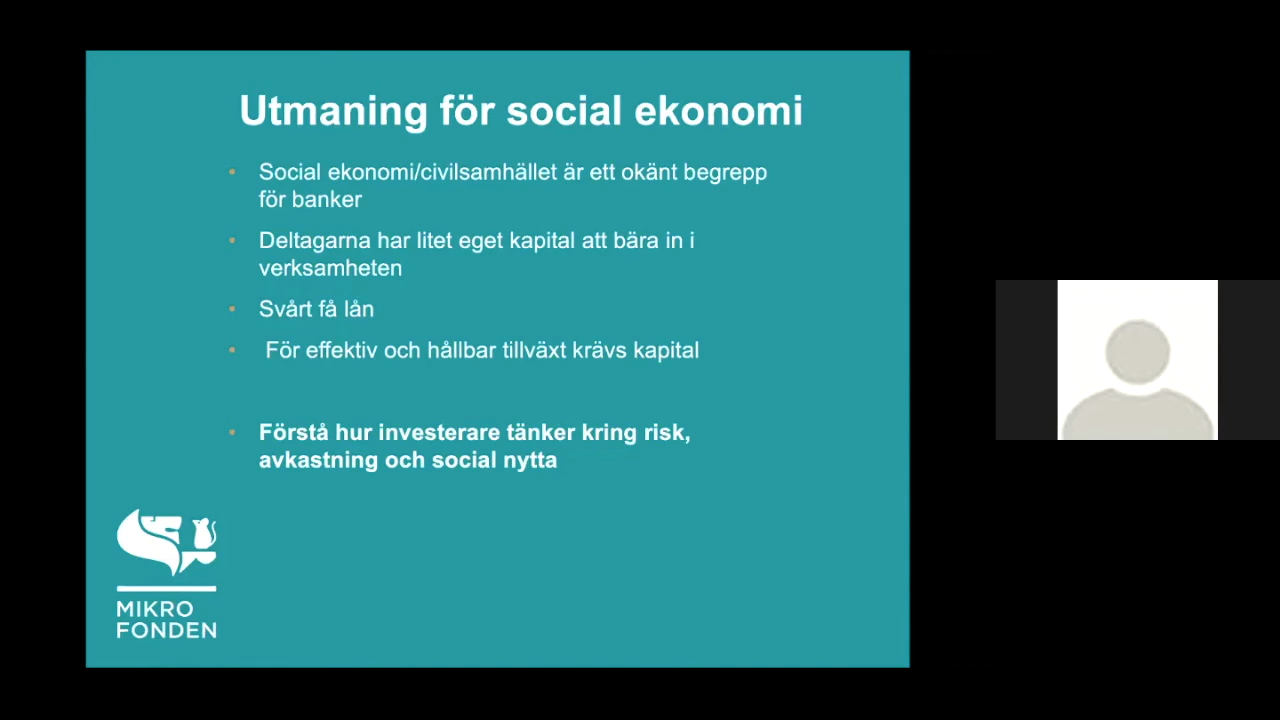 Utmaning för social ekonomi
• Social ekonomi/civilsamhället är ett okänt begrepp
för banker
• Deltagarna har litet eget kapital att bära in i
verksamheten
• Svårt få lån
• För effektiv och hållbar tillväxt krävs kapital
• Förstå hur investerare tänker kring risk,
avkastning och social nytta
MIKRO
FONDEN